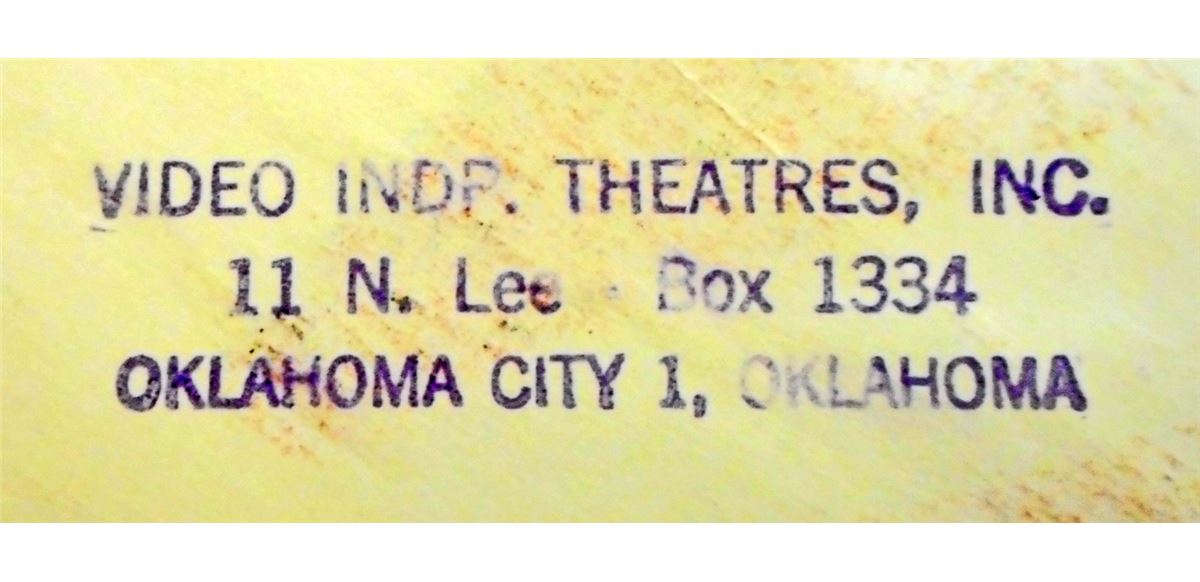 VIDEO INDP. THEATRES, INC.
11 N. Lee - Box 1334
OKLAHOMA CITY 1, OKLAHOMA